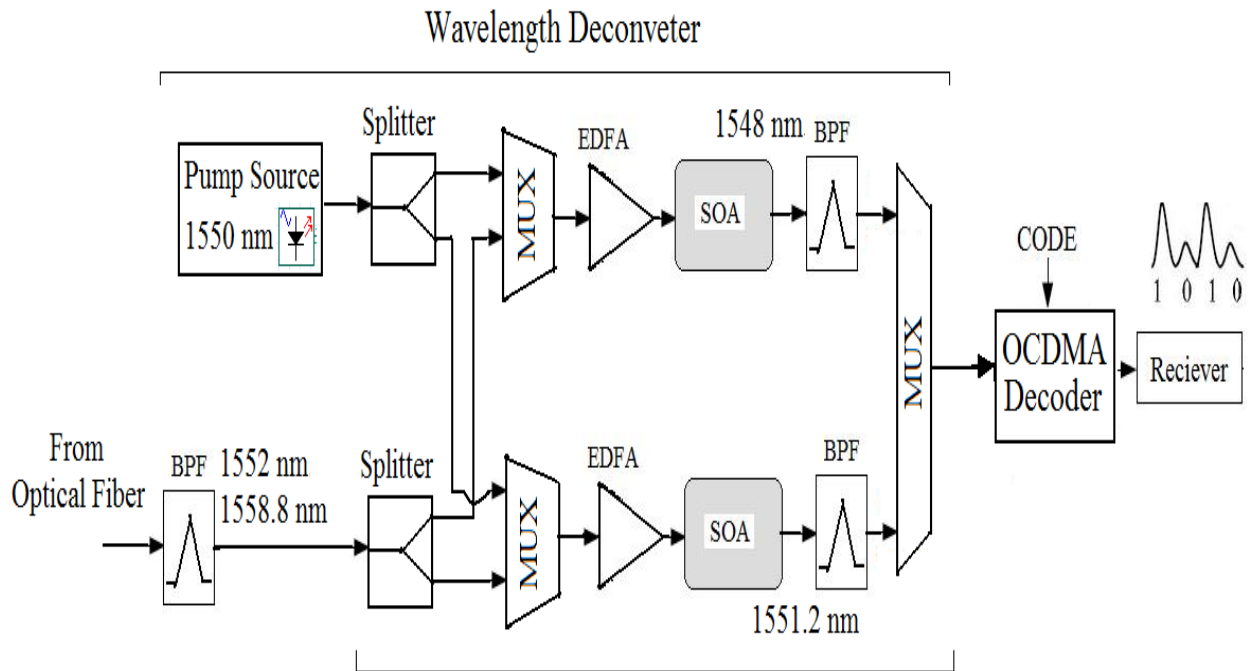 Wavelength Deconveter
Pump Source
1550 nm
Splitter
MUX
EDFA
SOA
1548 nm
BPF
MUX
CODE
OCDMA
Decoder
1 0 1 0
Reciever
From
Optical Fiber
BPF
1552 nm
1558.8 nm
Splitter
MUX
EDFA
SOA
BPF
1551.2 nm